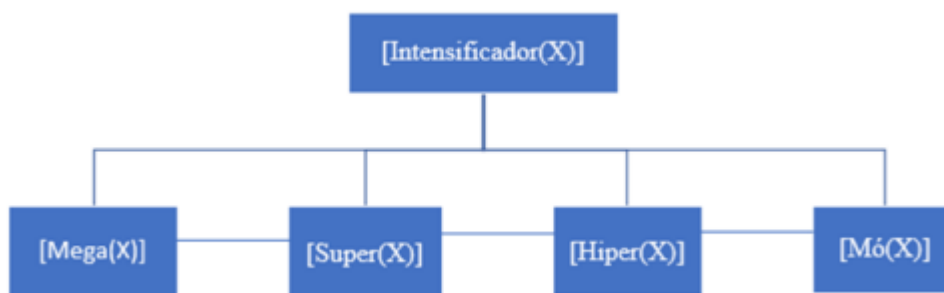 [Intensificador(X)]
[Mega(X)]
[Super(X)]
[Hiper(X)]
[Mó(X)]